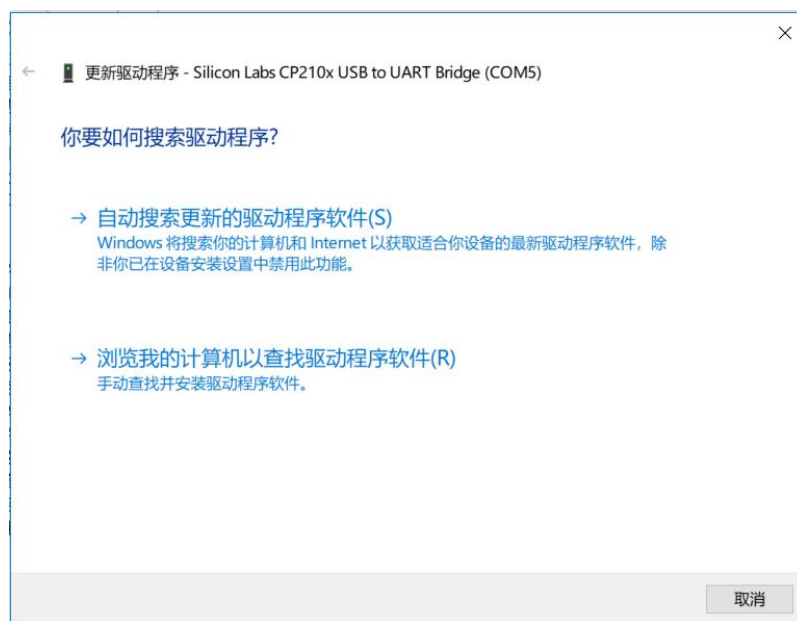 更新驱动程序 - Silicon Labs CP210x USB to UART Bridge (COM5)
你要如何搜索驱动程序?
自动搜索更新的驱动程序软件(S)
Windows 将搜索你的计算机和 Internet 以获取适合你设备的最新驱动程序软件，除
非你已在设备安装设置中禁用此功能。
浏览我的计算机以查找驱动程序软件(R)
手动查找并安装驱动程序软件。
取消